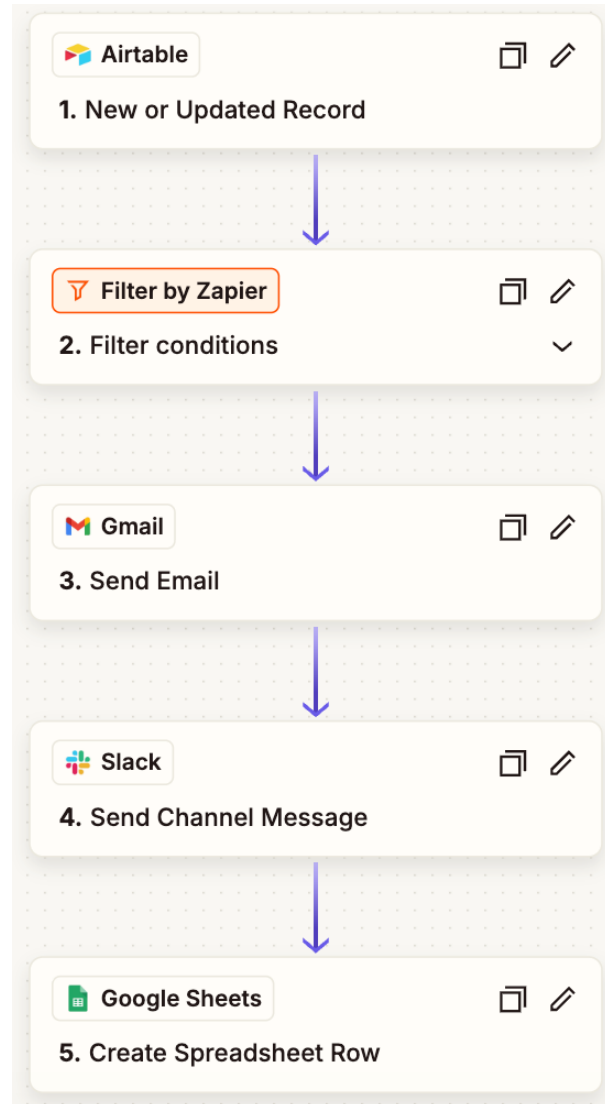 Airtable
1. New or Updated Record
Filter by Zapier
2. Filter conditions
Gmail
3. Send Email
Slack
4. Send Channel Message
Google Sheets
5. Create Spreadsheet Row